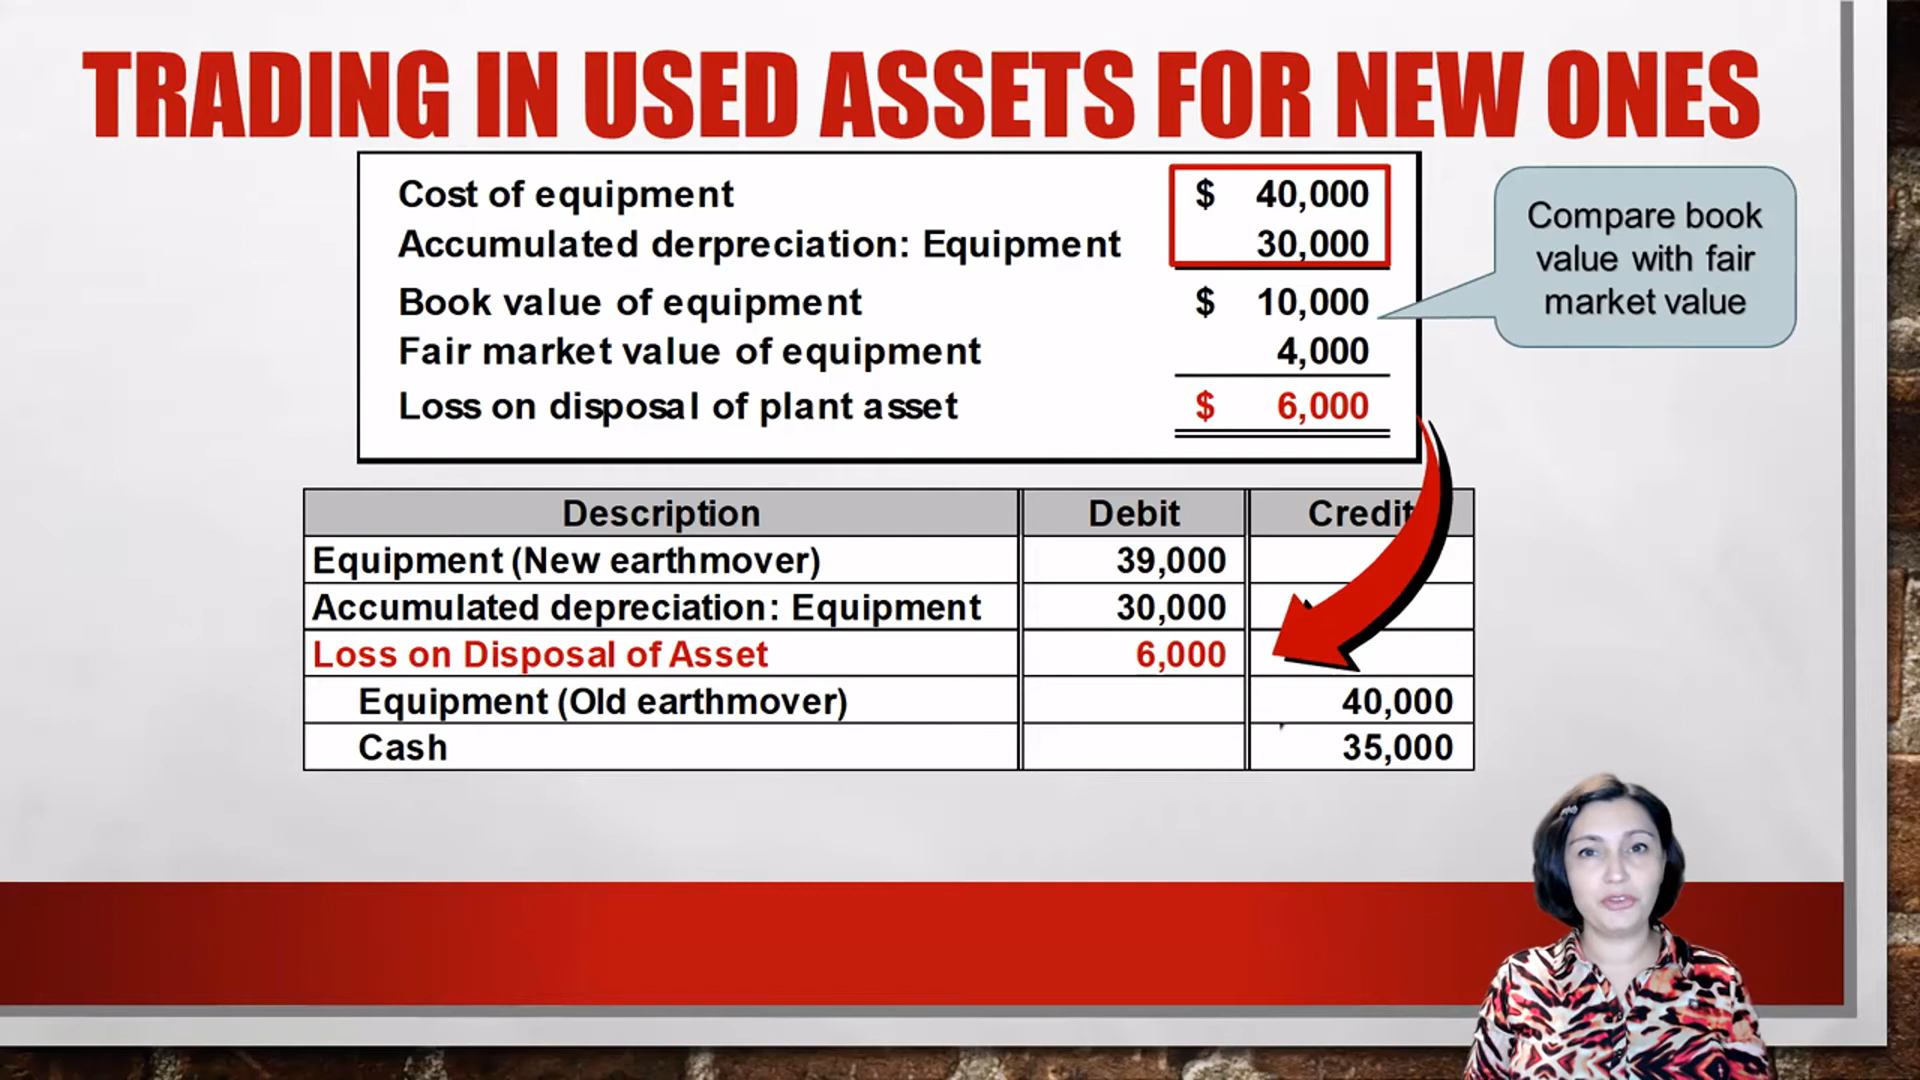 TRADING IN USED ASSETS FOR NEW ONES
Cost of equipment $ 40,000
Accumulated derpreciation: Equipment 30,000
Book value of equipment $ 10,000
Fair market value of equipment 4,000
Loss on disposal of plant asset $ 6,000
Compare book
value with fair
market value
Description Debit Credit
Equipment (New earthmover) 39,000
Accumulated depreciation: Equipment 30,000
Loss on Disposal of Asset 6,000
Equipment (Old earthmover) 40,000
Cash 35,000